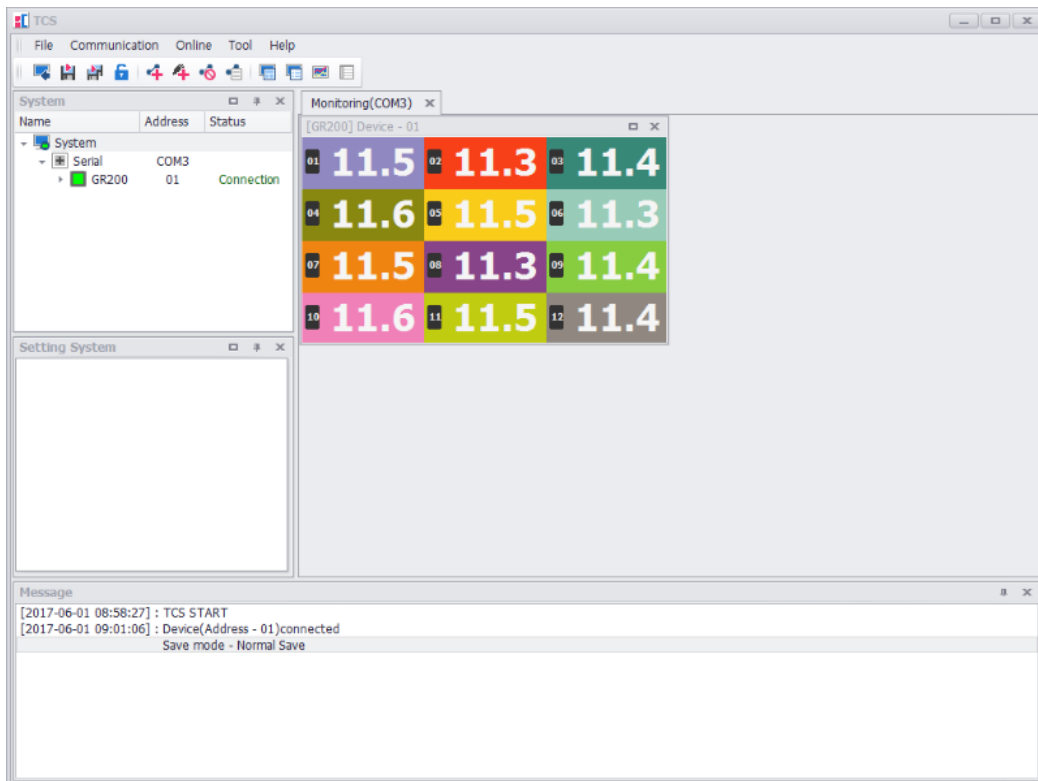 TCS
File Communication Online Tool Help
System
Name Address Status
System
Serial COM3
GR200 01 Connection
Setting System
Monitoring(COM3)
[GR200] Device - 01
01 11.5 02 11.3 03 11.4
04 11.6 05 11.5 06 11.3
07 11.5 08 11.3 09 11.4
10 11.6 11 11.5 12 11.4
Message
[2017-06-01 08:58:27] : TCS START
[2017-06-01 09:01:06] : Device(Address - 01)connected
Save mode - Normal Save